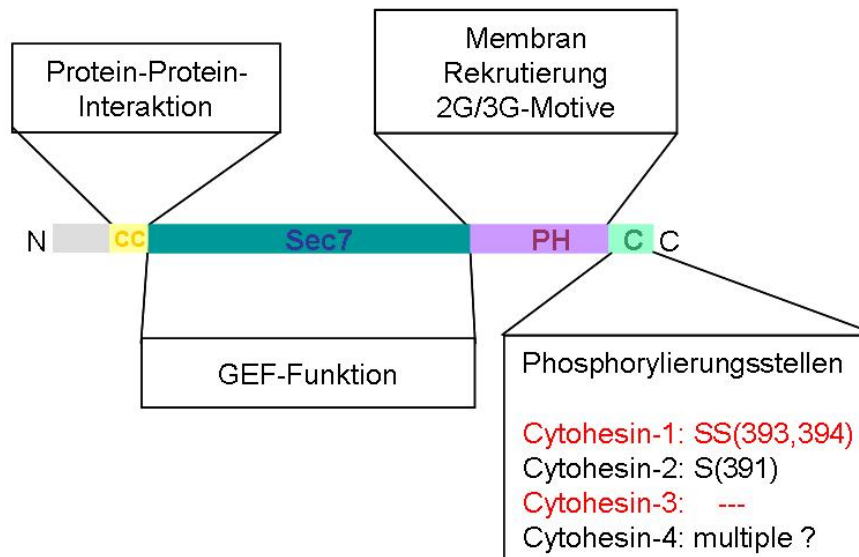 Protein-Protein-
Interaktion
Membran
Rekrutierung
2G/3G-Motive
N
CC
Sec7
PH
C
C
GEF-Funktion
Phosphorylierungsstellen
Cytohesin-1: SS(393,394)
Cytohesin-2: S(391)
Cytohesin-3: ---
Cytohesin-4: multiple ?